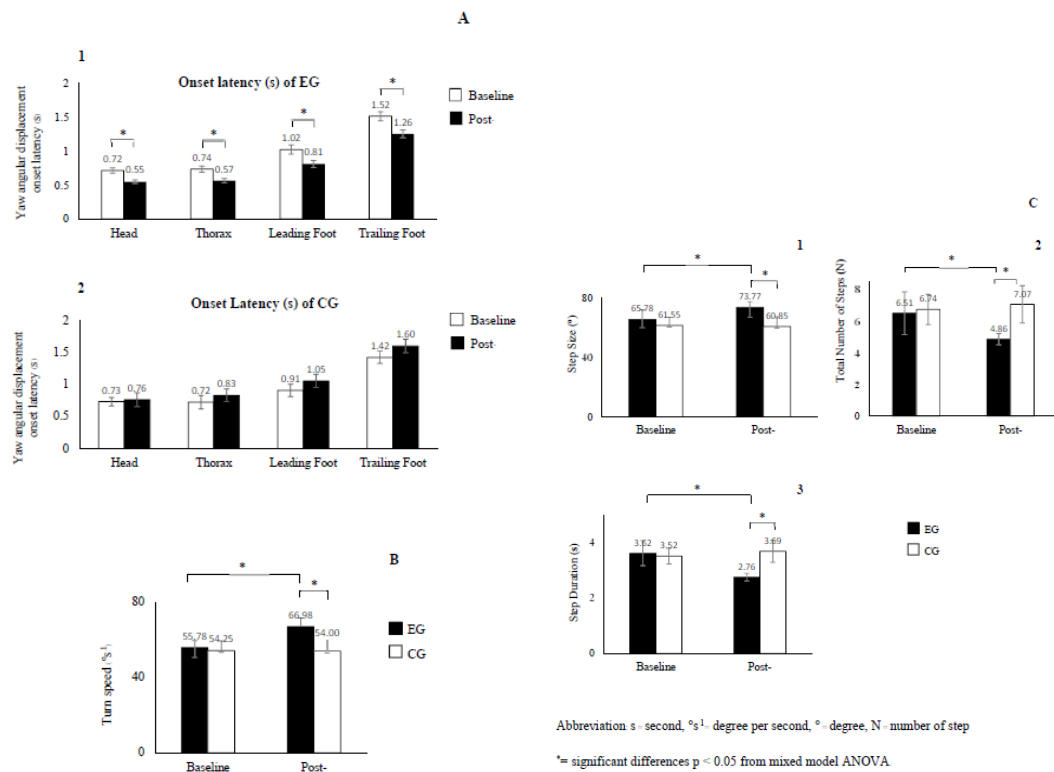 A
1
Onset latency (s) of EG
Yaw angular displacement
onset latency (s)
2
1.5
1
0.5
0
*
*
*
*
0.72
0.55
0.74
0.57
1.02
0.81
1.52
1.26
Head
Thorax
Leading Foot
Trailing Foot
Baseline
Post-
2
Onset Latency (s) of CG
Yaw angular displacement
onset latency (s)
2
1.5
1
0.5
0
0.73
0.76
0.72
0.83
0.91
1.05
1.42
1.60
Head
Thorax
Leading Foot
Trailing Foot
Baseline
Post-
B
Turn speed (°s-1)
80
40
0
*
*
55.78
54.25
66.98
54.00
Baseline
Post-
EG
CG
C
1
Step Size (°)
80
40
0
*
*
65.78
61.55
73.77
60.85
Baseline
Post-
2
Total Number of Steps (N)
8
6
4
2
0
*
*
6.51
6.74
4.86
7.07
Baseline
Post-
3
Step Duration (s)
4
2
0
*
*
3.62
3.52
2.76
3.69
Baseline
Post-
EG
CG
Abbreviation: s = second, °s-1= degree per second, ° = degree, N = number of step
*= significant differences p < 0.05 from mixed model ANOVA.